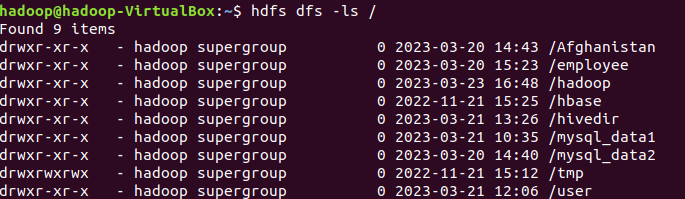 hadoop@hadoop-VirtualBox:~$ hdfs dfs -ls /
Found 9 items
drwxr-xr-x   - hadoop supergroup          0 2023-03-20 14:43 /Afghanistan
drwxr-xr-x   - hadoop supergroup          0 2023-03-20 15:23 /employee
drwxr-xr-x   - hadoop supergroup          0 2023-03-23 16:48 /hadoop
drwxr-xr-x   - hadoop supergroup          0 2022-11-21 15:25 /hbase
drwxr-xr-x   - hadoop supergroup          0 2023-03-21 13:26 /hivedir
drwxr-xr-x   - hadoop supergroup          0 2023-03-21 10:35 /mysql_data1
drwxr-xr-x   - hadoop supergroup          0 2023-03-20 14:40 /mysql_data2
drwxrwxrwx   - hadoop supergroup          0 2022-11-21 15:12 /tmp
drwxr-xr-x   - hadoop supergroup          0 2023-03-21 12:06 /user